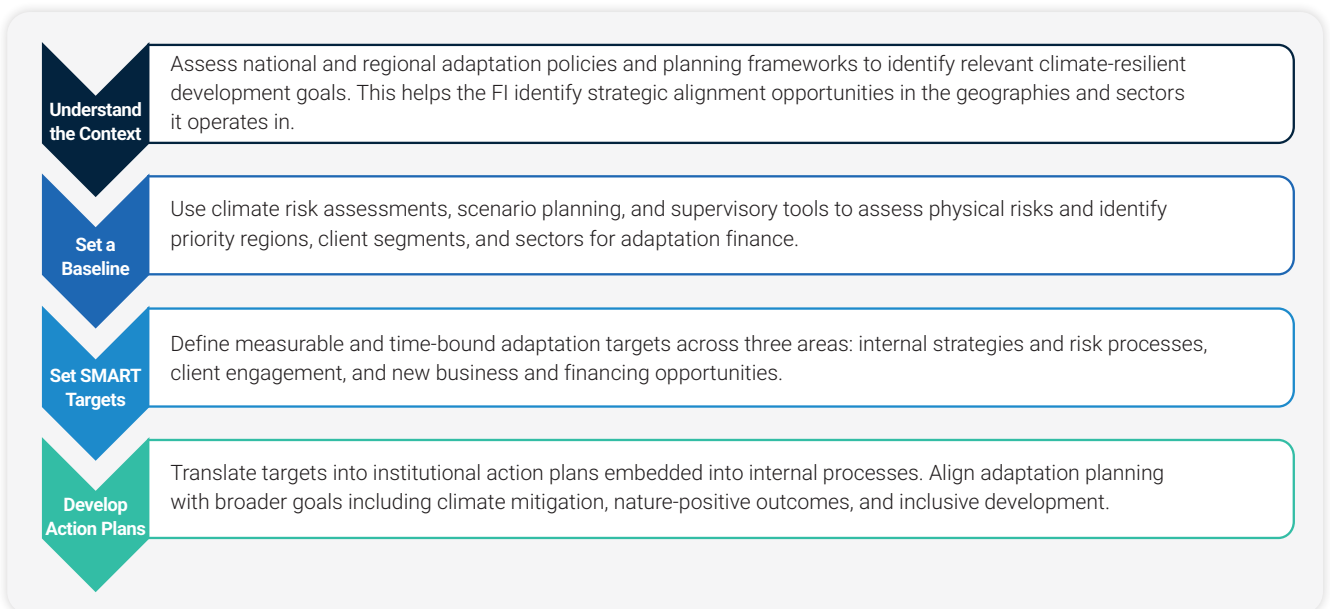 Understand
the Context
Assess national and regional adaptation policies and planning frameworks to identify relevant climate-resilient
development goals. This helps the FI identify strategic alignment opportunities in the geographies and sectors
it operates in.
Set a
Baseline
Use climate risk assessments, scenario planning, and supervisory tools to assess physical risks and identify
priority regions, client segments, and sectors for adaptation finance.
Set SMART
Targets
Define measurable and time-bound adaptation targets across three areas: internal strategies and risk processes,
client engagement, and new business and financing opportunities.
Develop
Action Plans
Translate targets into institutional action plans embedded into internal processes. Align adaptation planning
with broader goals including climate mitigation, nature-positive outcomes, and inclusive development.